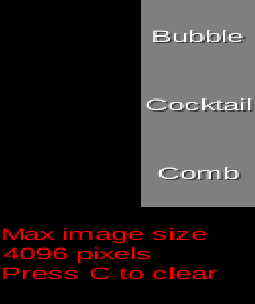 Bubble
Cocktail
Comb
Max image size
4096 pixels
Press C to clear